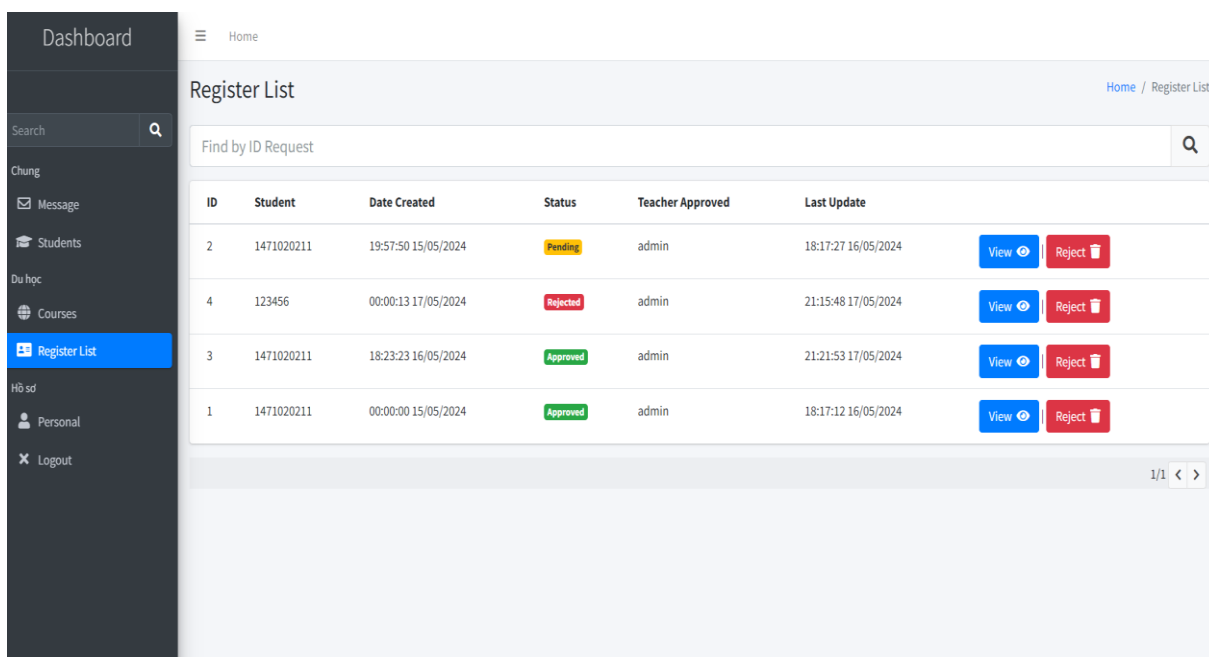 Dashboard
Home
Register List
Home / Register List
Search
Find by ID Request
Chung
Message
Students
Du học
Courses
Register List
Hồ sơ
Personal
Logout
ID Student Date Created Status Teacher Approved Last Update
2 1471020211 19:57:50 15/05/2024 Pending admin 18:17:27 16/05/2024 View | Reject
4 123456 00:00:13 17/05/2024 Rejected admin 21:15:48 17/05/2024 View | Reject
3 1471020211 18:23:23 16/05/2024 Approved admin 21:21:53 17/05/2024 View | Reject
1 1471020211 00:00:00 15/05/2024 Approved admin 18:17:12 16/05/2024 View | Reject
1/1